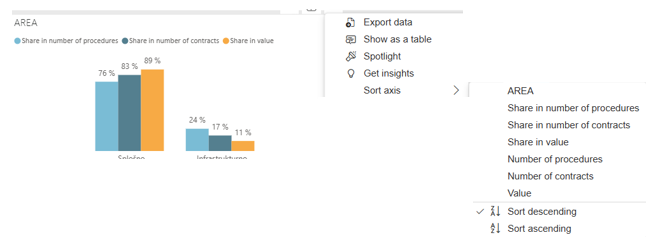 AREA
Share in number of procedures Share in number of contracts Share in value
76 % 83 % 89 %
24 % 17 % 11 %
Splošno Infrastrukturno
Export data
Show as a table
Spotlight
Get insights
Sort axis
AREA
Share in number of procedures
Share in number of contracts
Share in value
Number of procedures
Number of contracts
Value
Sort descending
Sort ascending